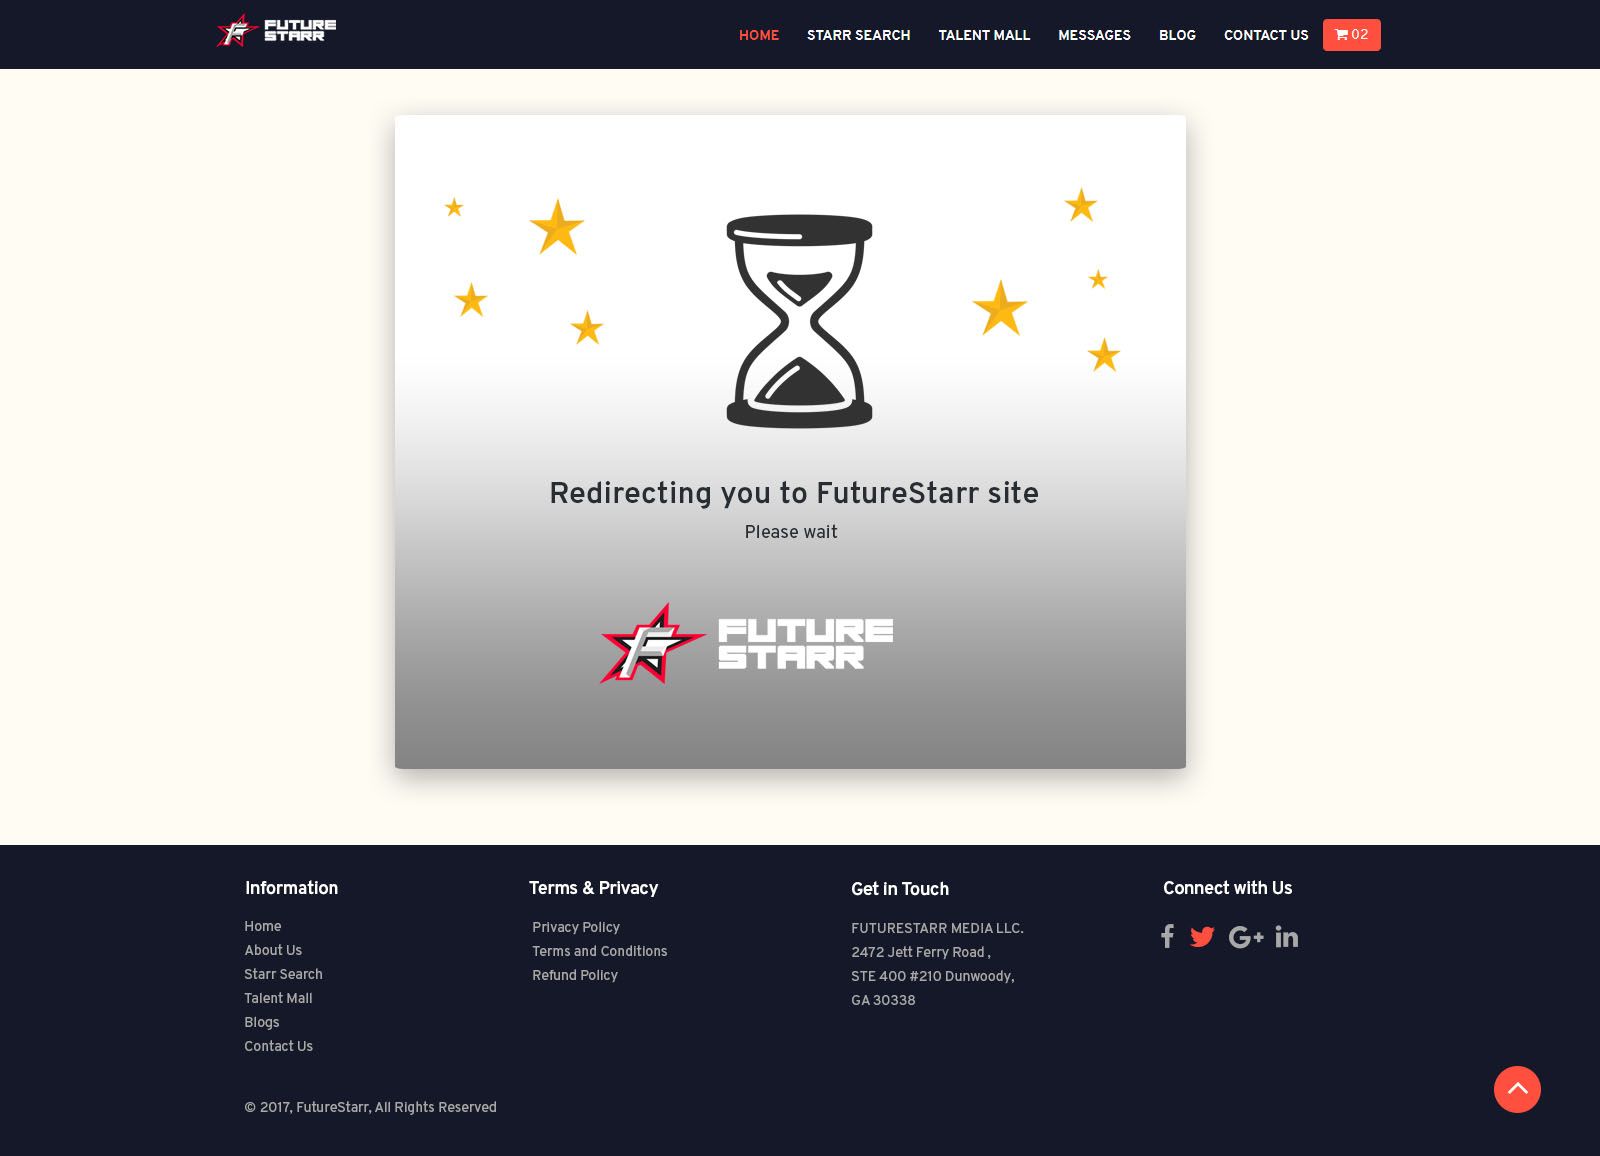 FUTURE
STARR
HOME STARR SEARCH TALENT MALL MESSAGES BLOG CONTACT US 02
Redirecting you to FutureStarr site
Please wait
F
FUTURE
STARR
Information
Home
About Us
Starr Search
Talent Mall
Blogs
Contact Us
Terms & Privacy
Privacy Policy
Terms and Conditions
Refund Policy
Get in Touch
FUTURESTARR MEDIA LLC.
2472 Jett Ferry Road ,
STE 400 #210 Dunwoody,
GA 30338
Connect with Us
f G+ in
© 2017, FutureStarr, All Rights Reserved